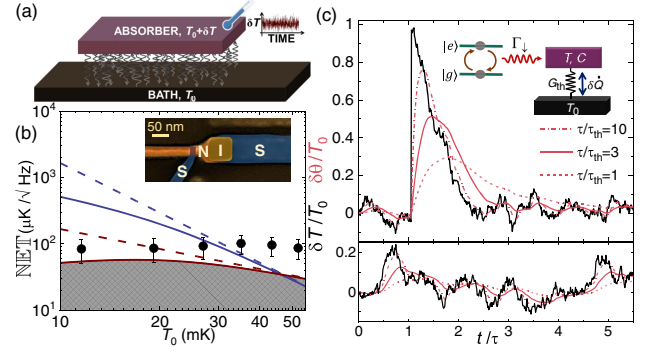 (a)
ABSORBER, T₀+δT
δT
TIME
BATH, T₀
(b)
50 nm
N
I
S
S
NET (μK/√Hz)
10⁴
10³
10²
10¹
10
20
30
40
50
T₀ (mK)
(c)
|e⟩
|g⟩
Γ↓
T, C
G_th
δQ̇
T₀
τ/τ_th=10
τ/τ_th=3
τ/τ_th=1
δT/T₀
δθ/T₀
1
0.8
0.6
0.4
0.2
0
0.2
0
0
1
2
3
4
5
t/τ